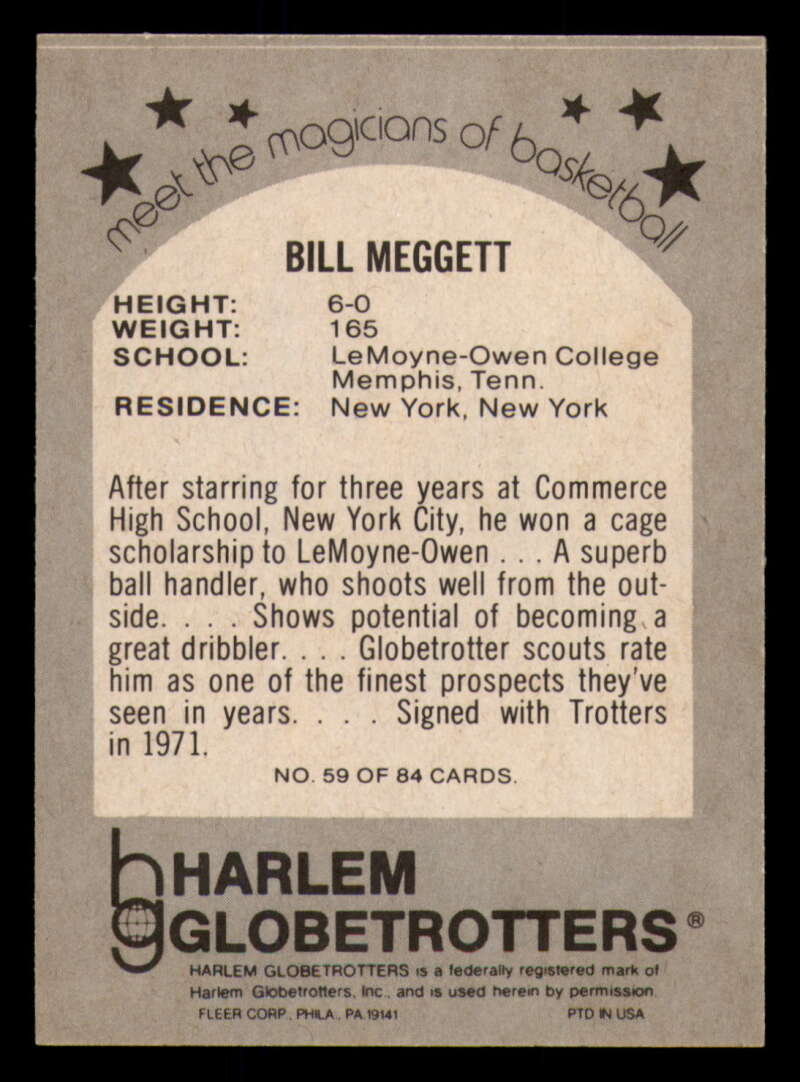 meet the magicians of basketball
BILL MEGGETT
HEIGHT: 6-0
WEIGHT: 165
SCHOOL: LeMoyne-Owen College
Memphis, Tenn.
RESIDENCE: New York, New York
After starring for three years at Commerce
High School, New York City, he won a cage
scholarship to LeMoyne-Owen . . . A superb
ball handler, who shoots well from the out-
side. . . . Shows potential of becoming a
great dribbler. . . . Globetrotter scouts rate
him as one of the finest prospects they've
seen in years. . . . Signed with Trotters
in 1971.
NO. 59 OF 84 CARDS.
hg HARLEM
GLOBETROTTERS®
HARLEM GLOBETROTTERS is a federally registered mark of
Harlem Globetrotters, Inc., and is used herein by permission.
FLEER CORP., PHILA., PA.19141 PTD IN USA